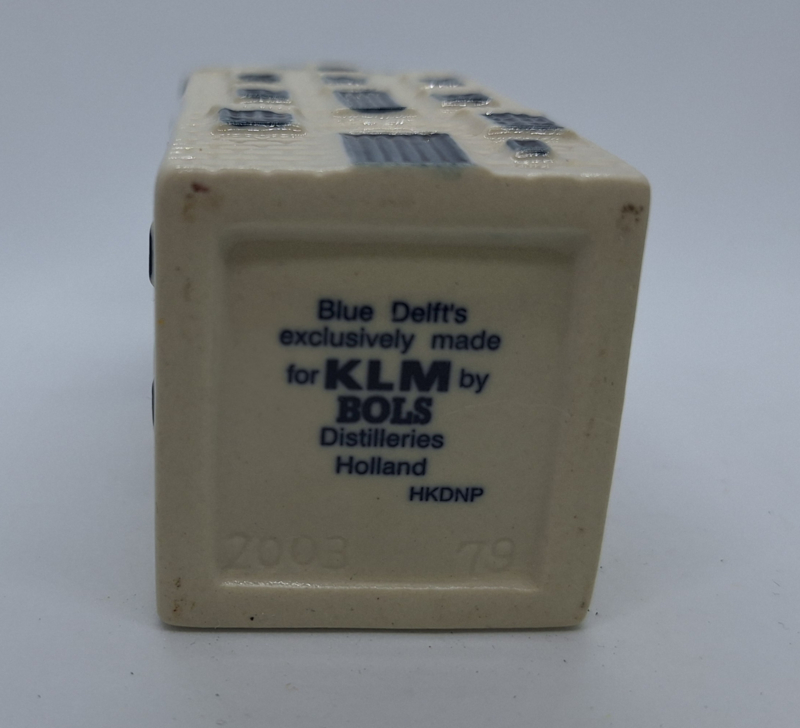 Blue Delft's
exclusively made
for KLM by
BOLS
Distilleries
Holland
HKDNP
2003 79